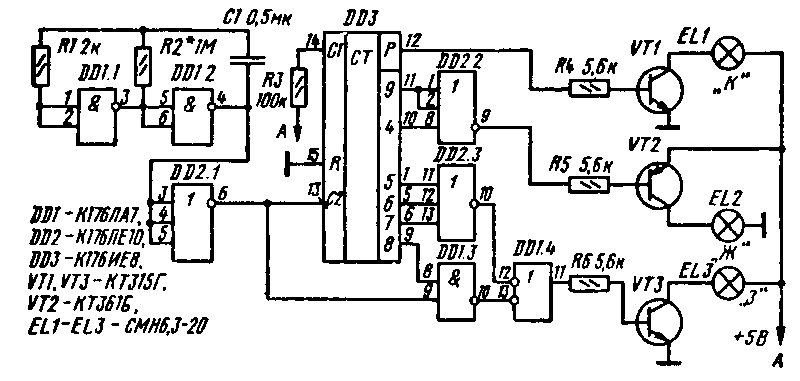 C1 0,5мк
DD3
R1 2к
R2* 1М
DD1.1
DD1.2
&
&
1
2
3
5
6
4
R3
100к
А
14
C1
CT
P
12
9
11
4
10
15
R
13
C2
5
1
6
5
7
6
8
9
DD2.2
1
1
2
8
9
DD2.3
1
11
12
13
10
DD2.1
1
3
4
5
6
DD1.3
&
8
9
10
DD1.4
1
12
13
11
R4 5,6к
VT1
EL1
„К“
R5 5,6к
VT2
EL2
„Ж“
R6 5,6к
VT3
EL3
„З“
+5В
А
DD1 – К176ЛА7,
DD2 – К176ЛЕ10,
DD3 – К176ИЕ8,
VT1, VT3 – КТ315Г,
VT2 – КТ361Б,
EL1–EL3 – СМН6,3-20